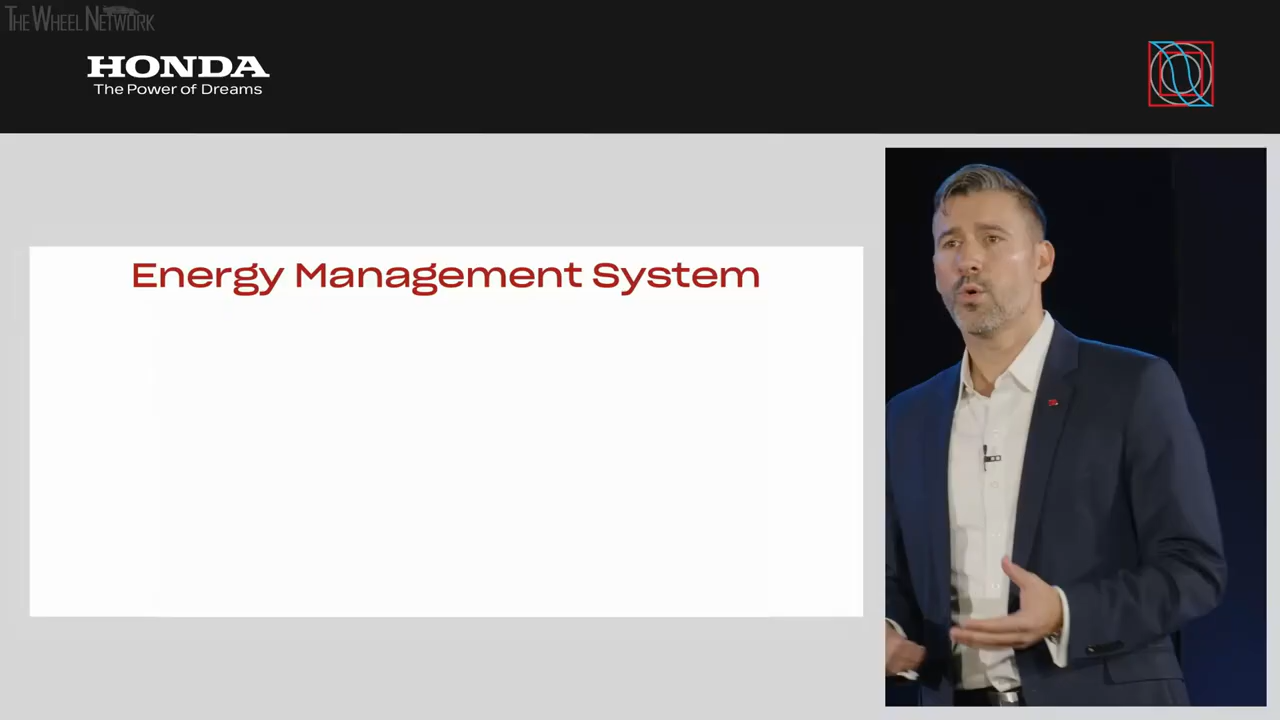 THE WHEEL NETWORK
HONDA
The Power of Dreams
Energy Management System